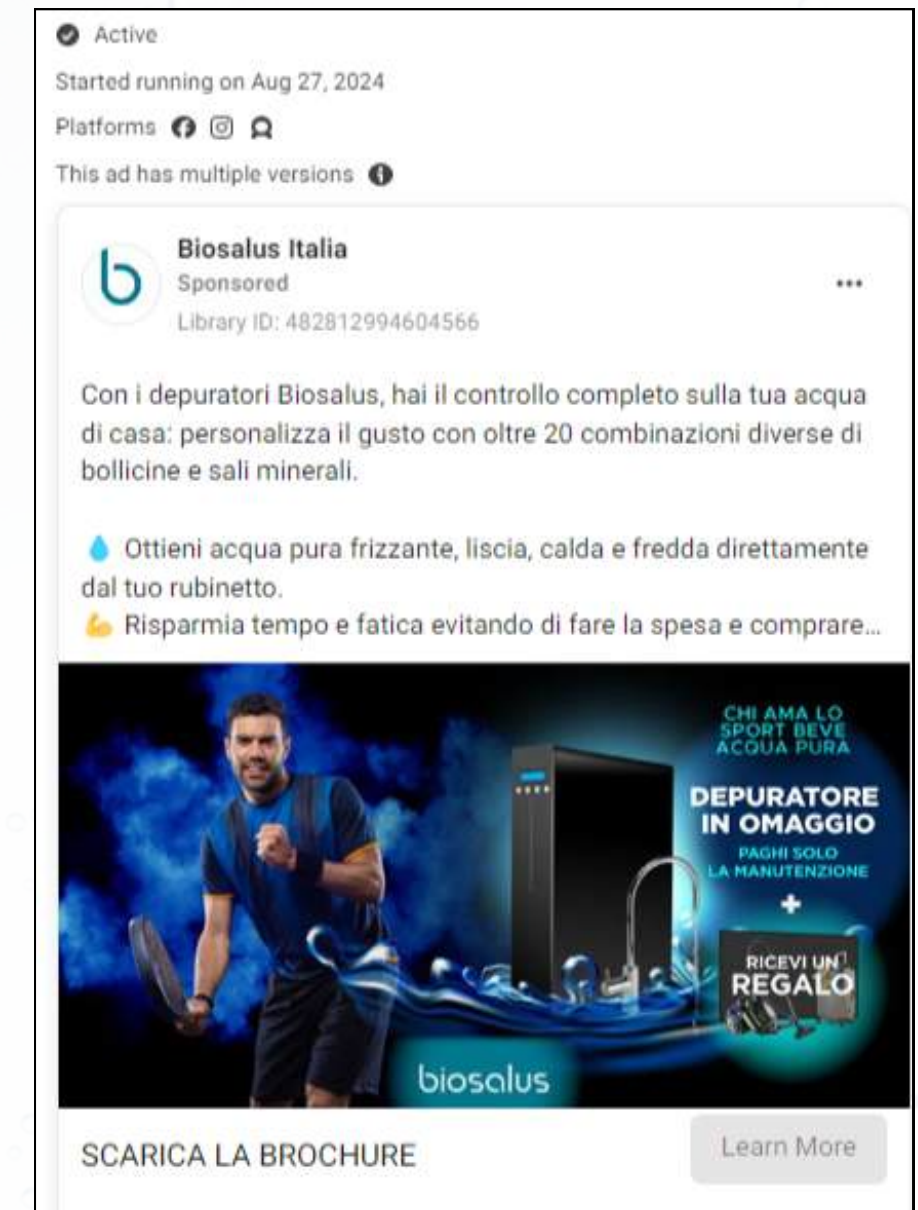 Active
Started running on Aug 27, 2024
Platforms
This ad has multiple versions
Biosalus Italia
Sponsored
Library ID: 482812994604566
Con i depuratori Biosalus, hai il controllo completo sulla tua acqua
di casa: personalizza il gusto con oltre 20 combinazioni diverse di
bollicine e sali minerali.
💧 Ottieni acqua pura frizzante, liscia, calda e fredda direttamente
dal tuo rubinetto.
💪 Risparmia tempo e fatica evitando di fare la spesa e comprare...
CHI AMA LO
SPORT BEVE
ACQUA PURA
DEPURATORE
IN OMAGGIO
PAGHI SOLO
LA MANUTENZIONE
+
RICEVI UN
REGALO
biosalus
SCARICA LA BROCHURE
Learn More